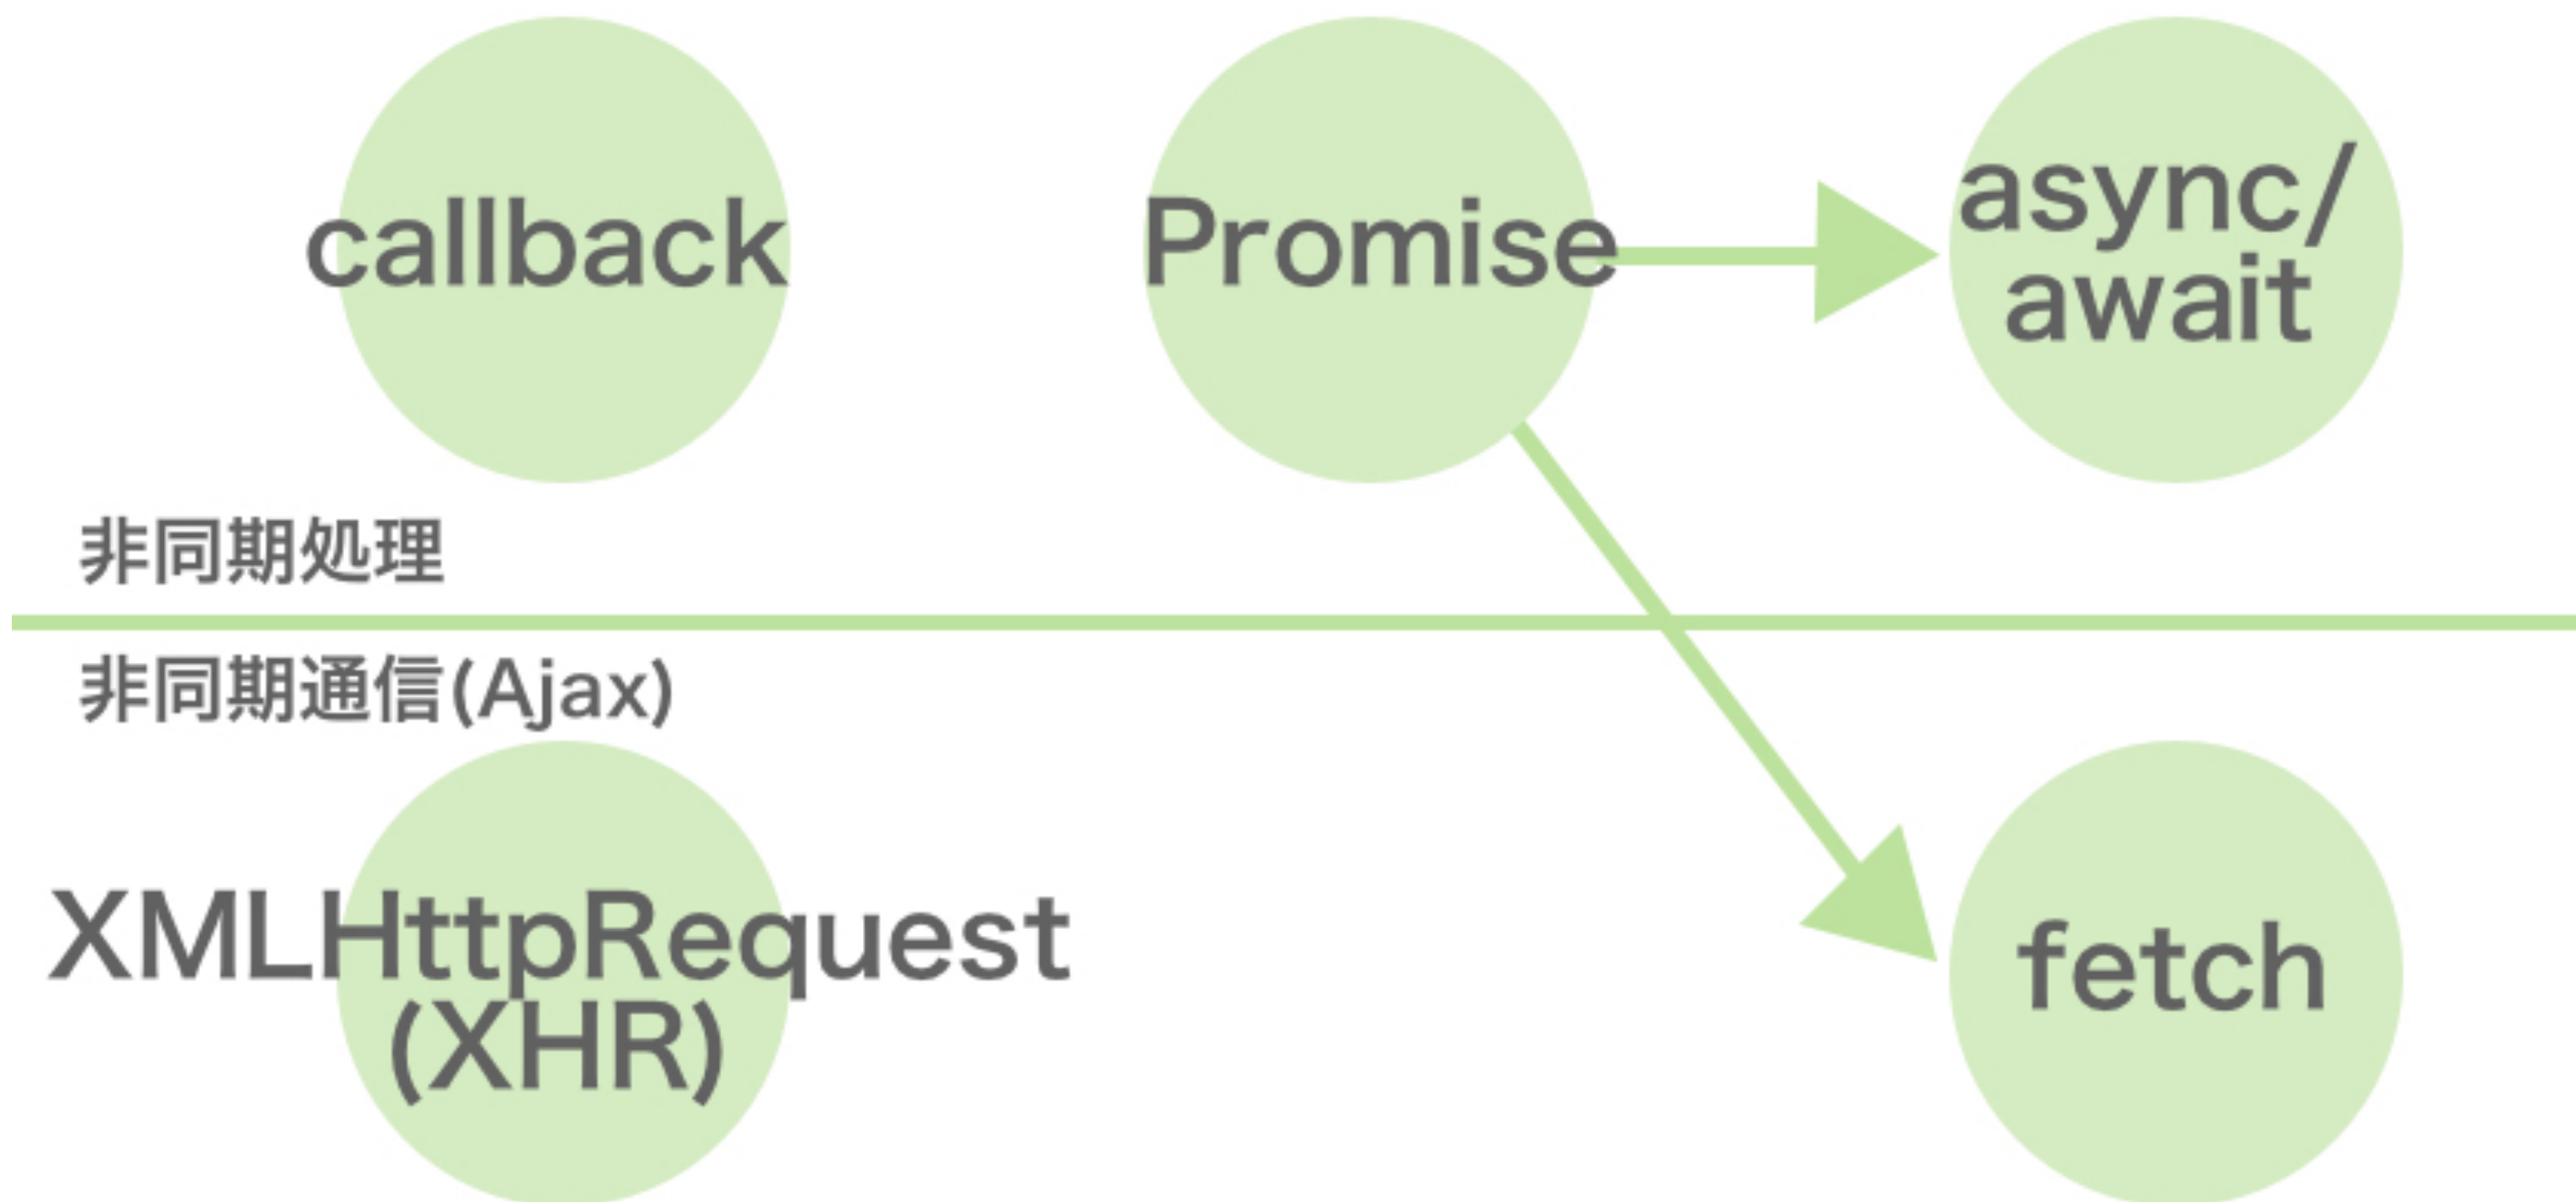 callback
Promise
async/
await
非同期処理
非同期通信(Ajax)
XMLHttpRequest
(XHR)
fetch